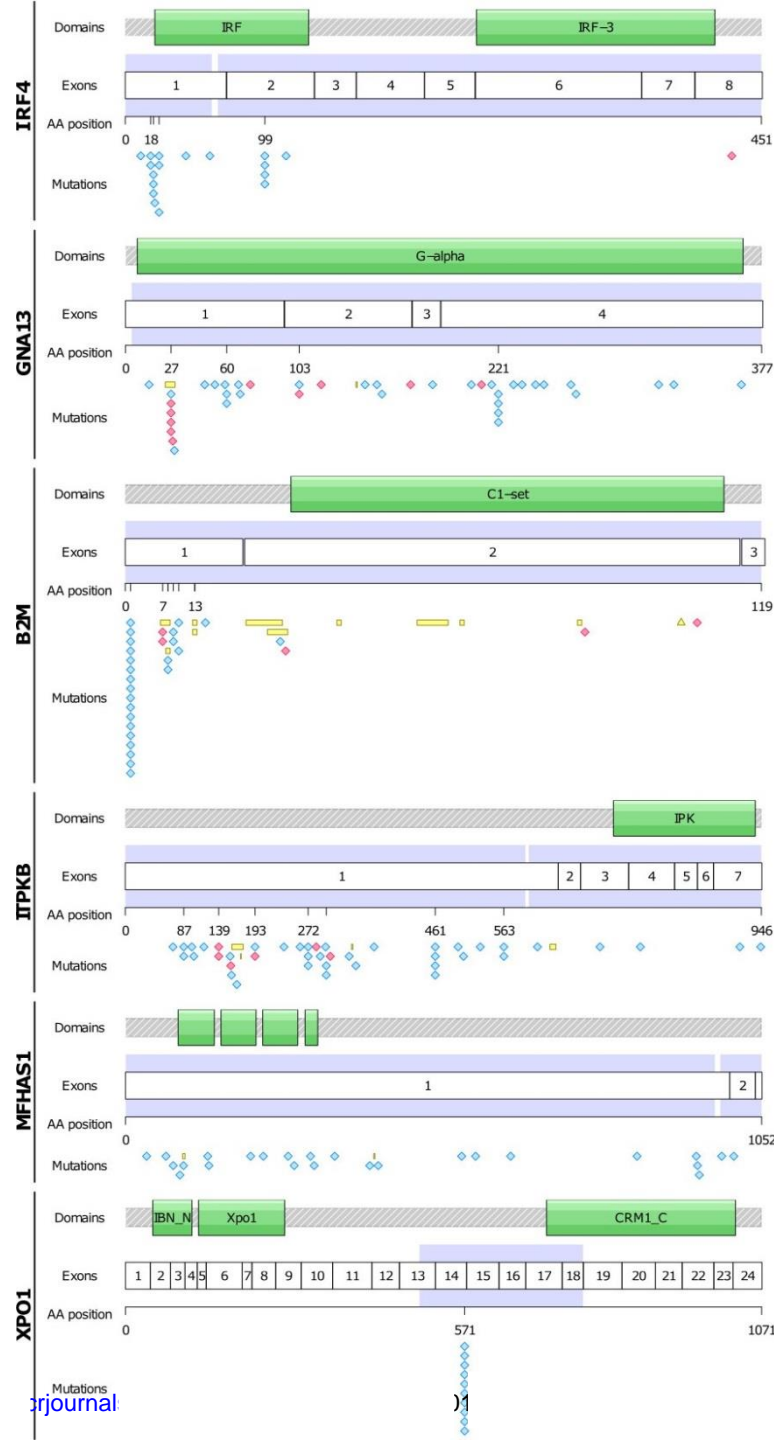 IRF4
Domains IRF IRF-3
Exons 1 2 3 4 5 6 7 8
AA position
0 18 99 451
Mutations
GNA13
Domains G-alpha
Exons 1 2 3 4
AA position
0 27 60 103 221 377
Mutations
B2M
Domains C1-set
Exons 1 2 3
AA position
0 7 13 119
Mutations
ITPKB
Domains IPK
Exons 1 2 3 4 5 6 7
AA position
0 87 139 193 272 461 563 946
Mutations
MFHAS1
Domains
Exons 1 2
AA position
0 1052
Mutations
XPO1
Domains IBN_N Xpo1 CRM1_C
Exons 1 2 3 4 5 6 7 8 9 10 11 12 13 14 15 16 17 18 19 20 21 22 23 24
AA position
0 571 1071
Mutations